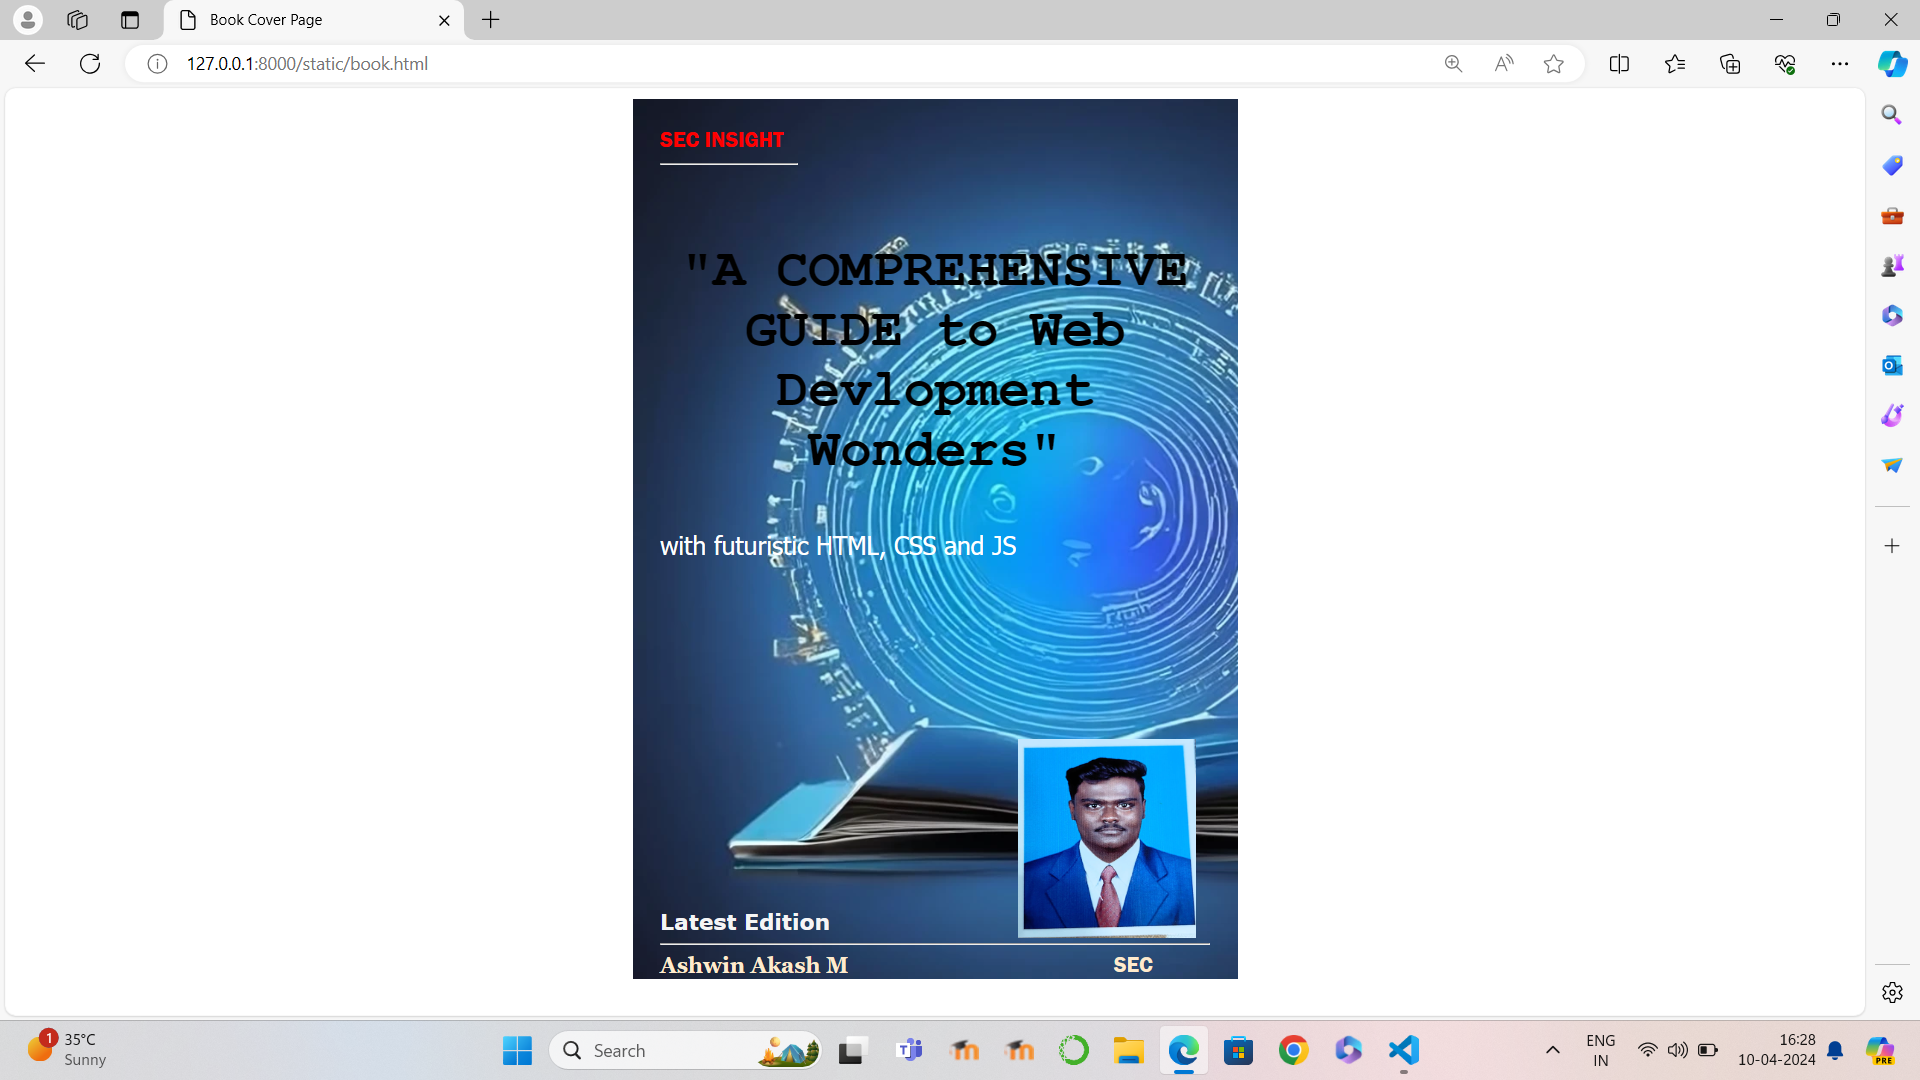 Book Cover Page
127.0.0.1:8000/static/book.html
SEC INSIGHT
"A COMPREHENSIVE
GUIDE to Web
Devlopment
Wonders"
with futuristic HTML, CSS and JS
Latest Edition
Ashwin Akash M
SEC
1
35°C
Sunny
Search
ENG
IN
16:28
10-04-2024
PRE